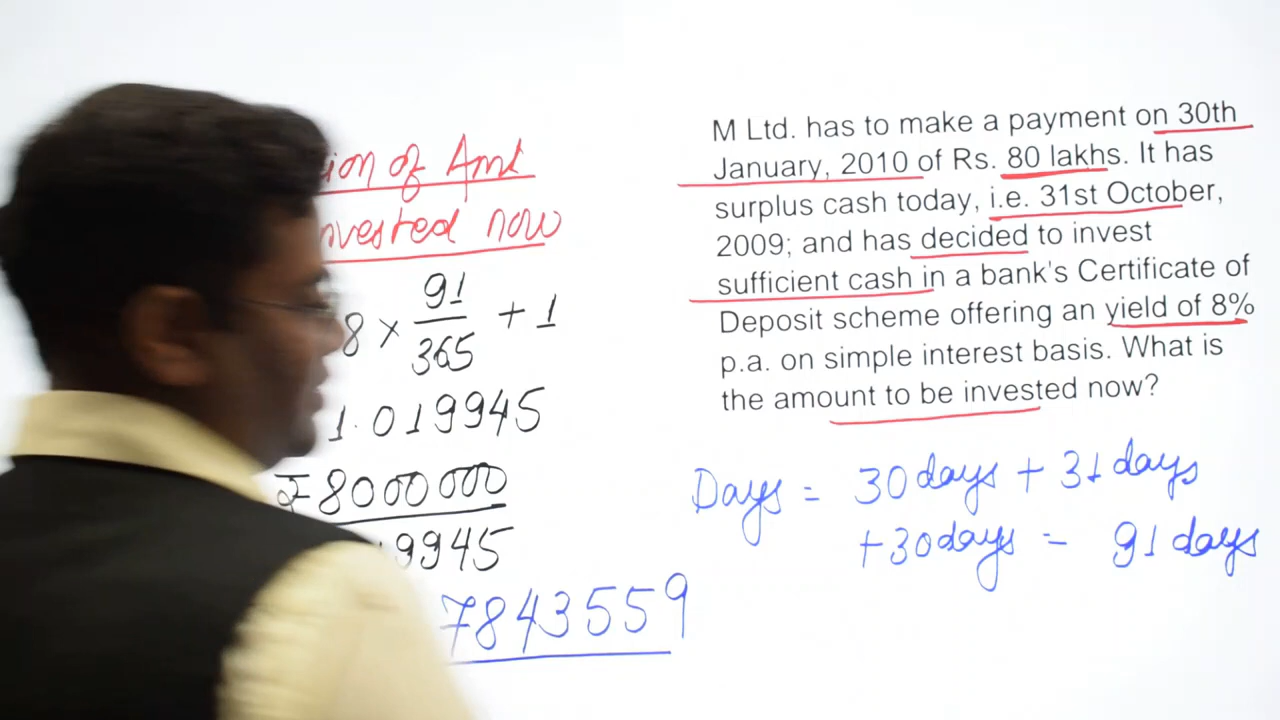 of Amt
invested now
8 × 91/365 + 1
1.019945
₹ 8000000
9945
7843559
M Ltd. has to make a payment on 30th
January, 2010 of Rs. 80 lakhs. It has
surplus cash today, i.e. 31st October,
2009; and has decided to invest
sufficient cash in a bank's Certificate of
Deposit scheme offering an yield of 8%
p.a. on simple interest basis. What is
the amount to be invested now?
Days = 30 days + 31 days
+30 days = 91 days